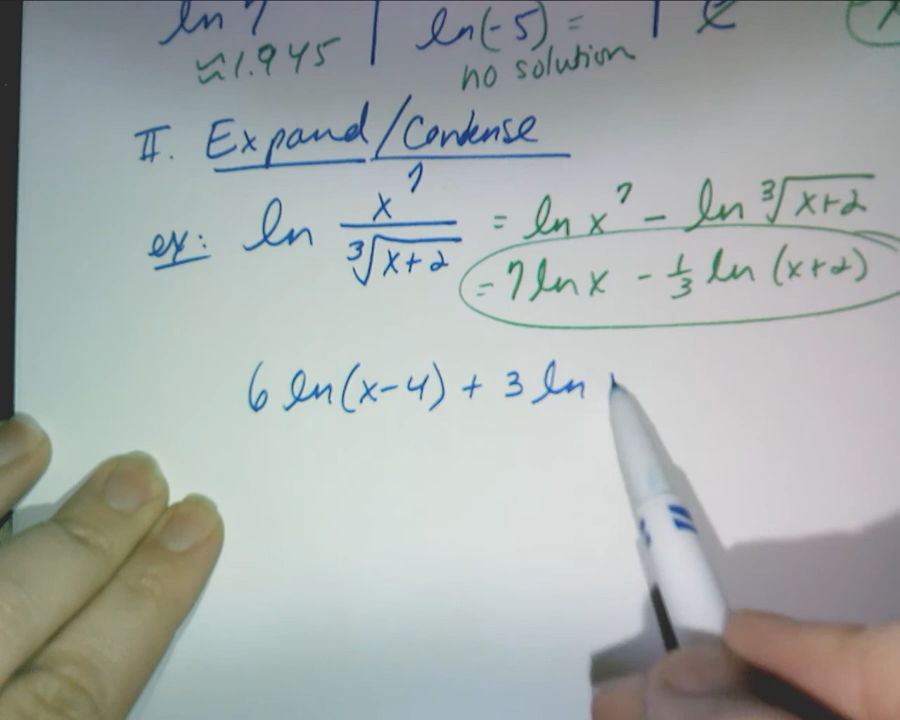 ln 7 | ln(-5) = |
≈1.945 no solution
II. Expand/Condense
ex: ln x^7/∛(x+2) = ln x^7 - ln ∛(x+2)
= 7 ln x - 1/3 ln (x+2)
6 ln(x-4) + 3 ln